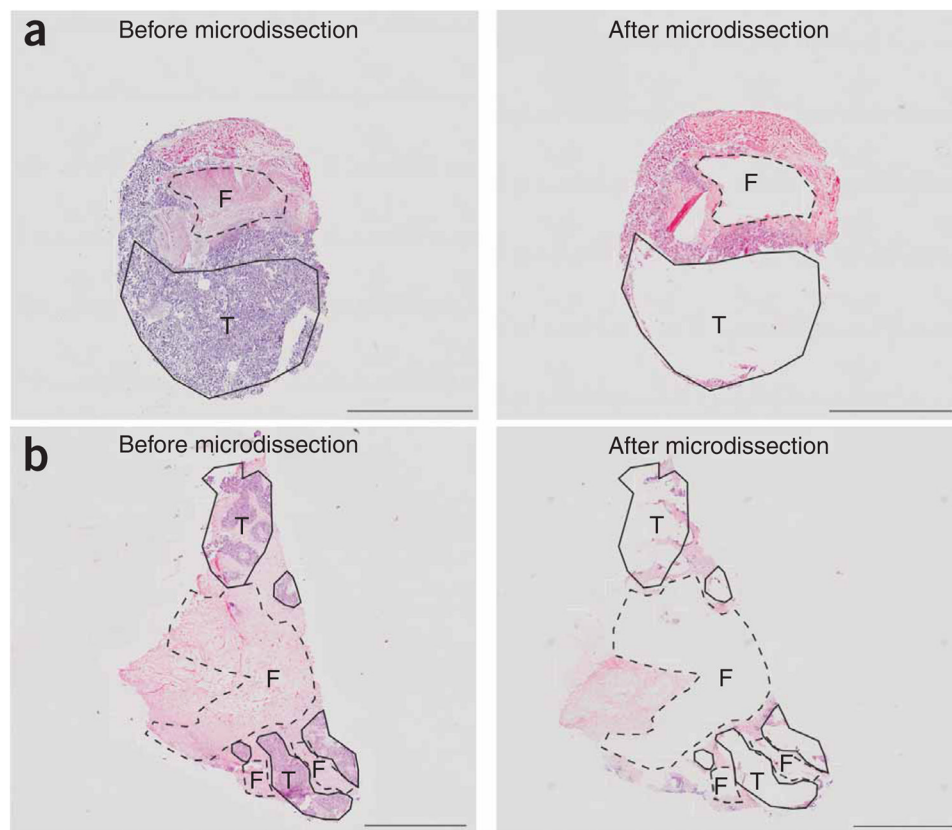 a
Before microdissection
After microdissection
F
F
T
T
b
Before microdissection
After microdissection
T
T
F
F
F
T
F
F
T
F